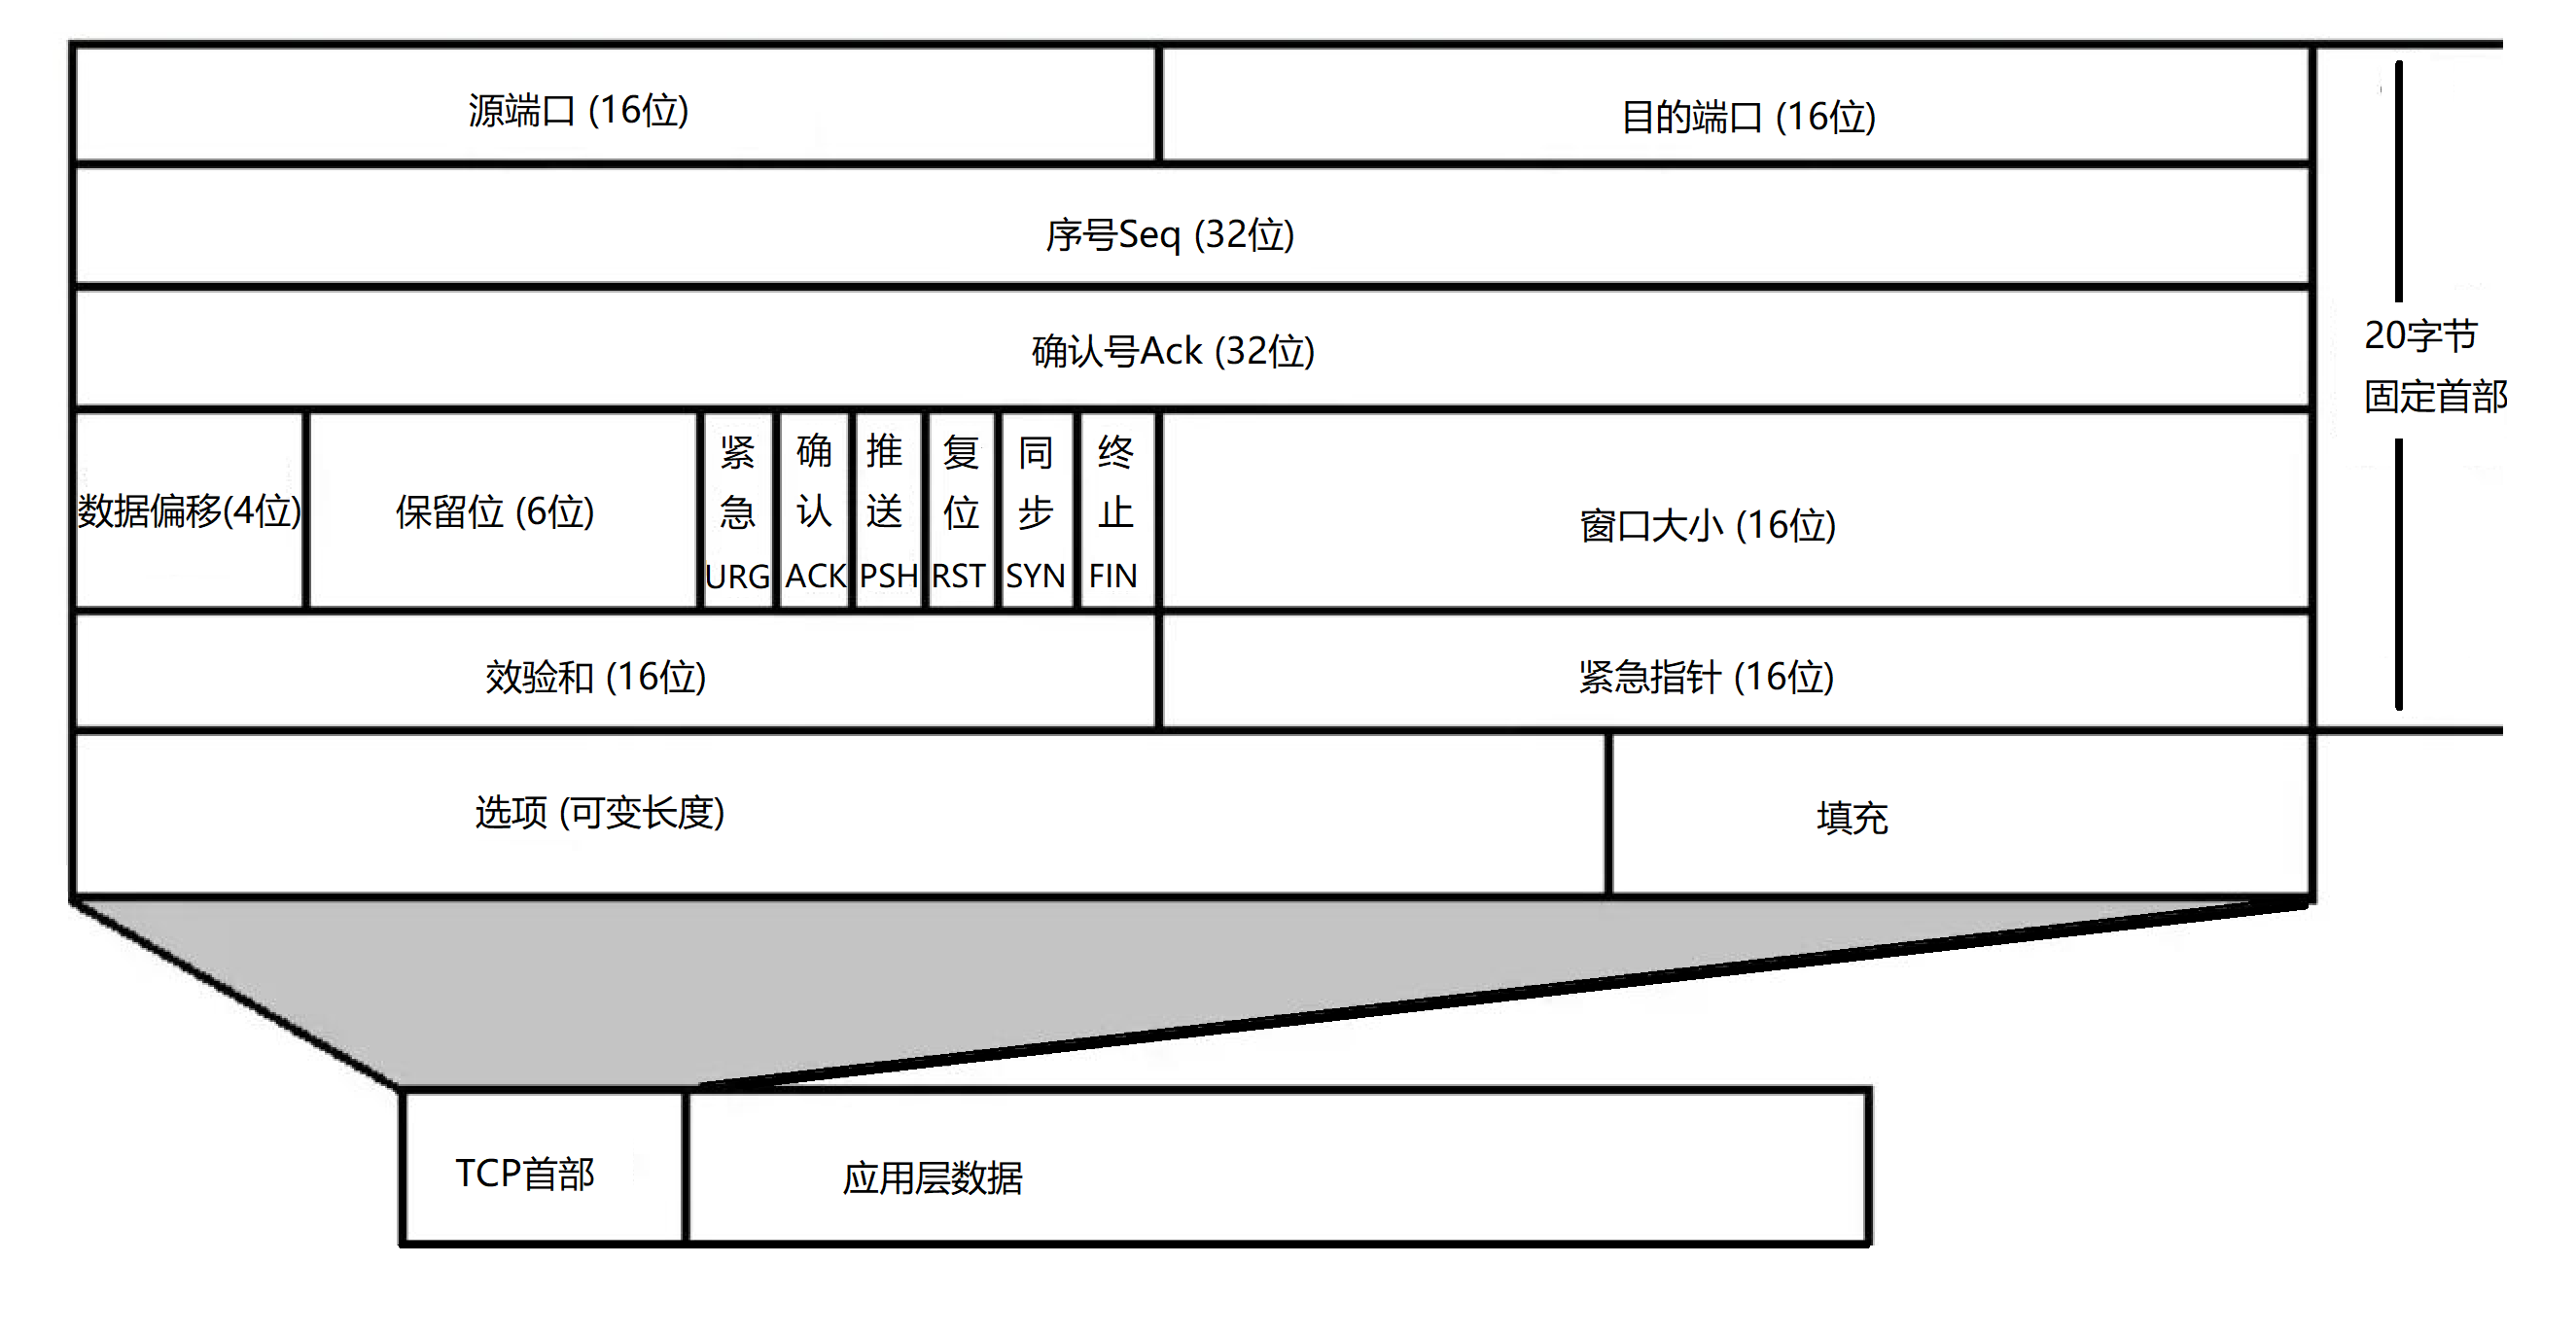 源端口 (16位)
目的端口 (16位)
序号Seq (32位)
确认号Ack (32位)
20字节
固定首部
数据偏移(4位)
保留位 (6位)
紧
急
URG
确
认
ACK
推
送
PSH
复
位
RST
同
步
SYN
终
止
FIN
窗口大小 (16位)
效验和 (16位)
紧急指针 (16位)
选项 (可变长度)
填充
TCP首部
应用层数据